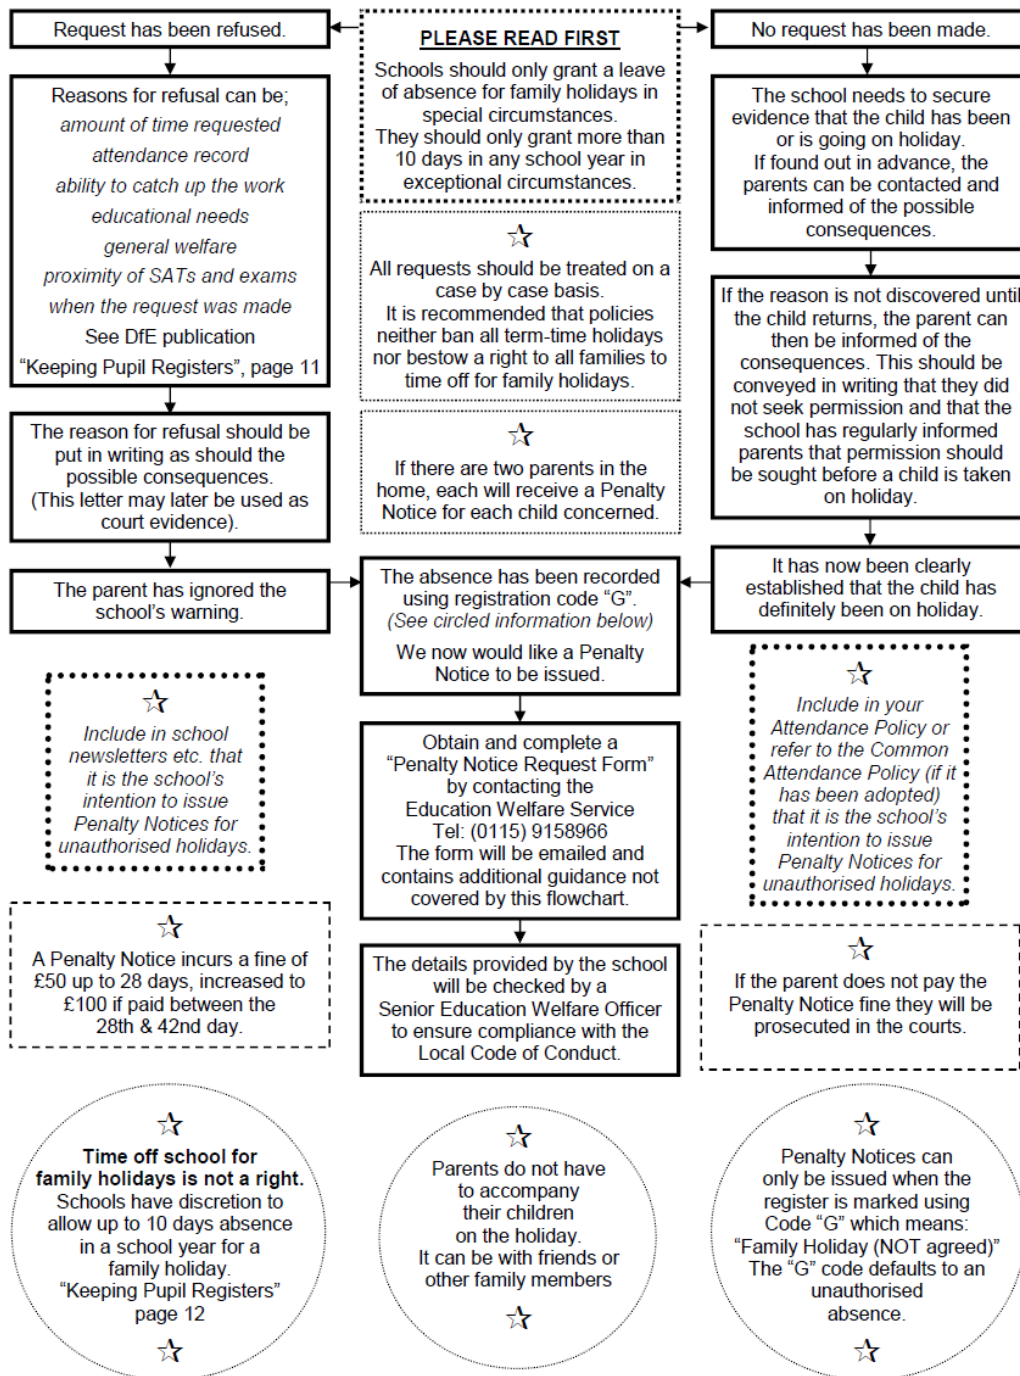 Request has been refused.
PLEASE READ FIRST
Schools should only grant a leave
of absence for family holidays in
special circumstances.
They should only grant more than
10 days in any school year in
exceptional circumstances.
No request has been made.
Reasons for refusal can be;
amount of time requested
attendance record
ability to catch up the work
educational needs
general welfare
proximity of SATs and exams
when the request was made
See DfE publication
“Keeping Pupil Registers”, page 11
The school needs to secure
evidence that the child has been
or is going on holiday.
If found out in advance, the
parents can be contacted and
informed of the possible
consequences.
All requests should be treated on a
case by case basis.
It is recommended that policies
neither ban all term-time holidays
nor bestow a right to all families to
time off for family holidays.
If the reason is not discovered until
the child returns, the parent can
then be informed of the
consequences. This should be
conveyed in writing that they did
not seek permission and that the
school has regularly informed
parents that permission should
be sought before a child is taken
on holiday.
The reason for refusal should be
put in writing as should the
possible consequences.
(This letter may later be used as
court evidence).
If there are two parents in the
home, each will receive a Penalty
Notice for each child concerned.
The parent has ignored the
school’s warning.
The absence has been recorded
using registration code “G”.
(See circled information below)
We now would like a Penalty
Notice to be issued.
It has now been clearly
established that the child has
definitely been on holiday.
Include in school
newsletters etc. that
it is the school’s
intention to issue
Penalty Notices for
unauthorised holidays.
Obtain and complete a
“Penalty Notice Request Form”
by contacting the
Education Welfare Service
Tel: (0115) 9158966
The form will be emailed and
contains additional guidance not
covered by this flowchart.
Include in your
Attendance Policy or
refer to the Common
Attendance Policy (if it
has been adopted)
that it is the school’s
intention to issue
Penalty Notices for
unauthorised holidays.
A Penalty Notice incurs a fine of
£50 up to 28 days, increased to
£100 if paid between the
28th & 42nd day.
The details provided by the school
will be checked by a
Senior Education Welfare Officer
to ensure compliance with the
Local Code of Conduct.
If the parent does not pay the
Penalty Notice fine they will be
prosecuted in the courts.
Time off school for
family holidays is not a right.
Schools have discretion to
allow up to 10 days absence
in a school year for a
family holiday.
“Keeping Pupil Registers”
page 12
Parents do not have
to accompany
their children
on the holiday.
It can be with friends or
other family members
Penalty Notices can
only be issued when the
register is marked using
Code “G” which means:
“Family Holiday (NOT agreed)”
The “G” code defaults to an
unauthorised
absence.